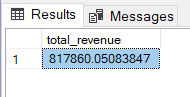 Results Messages
total_revenue
1 817860.05083847